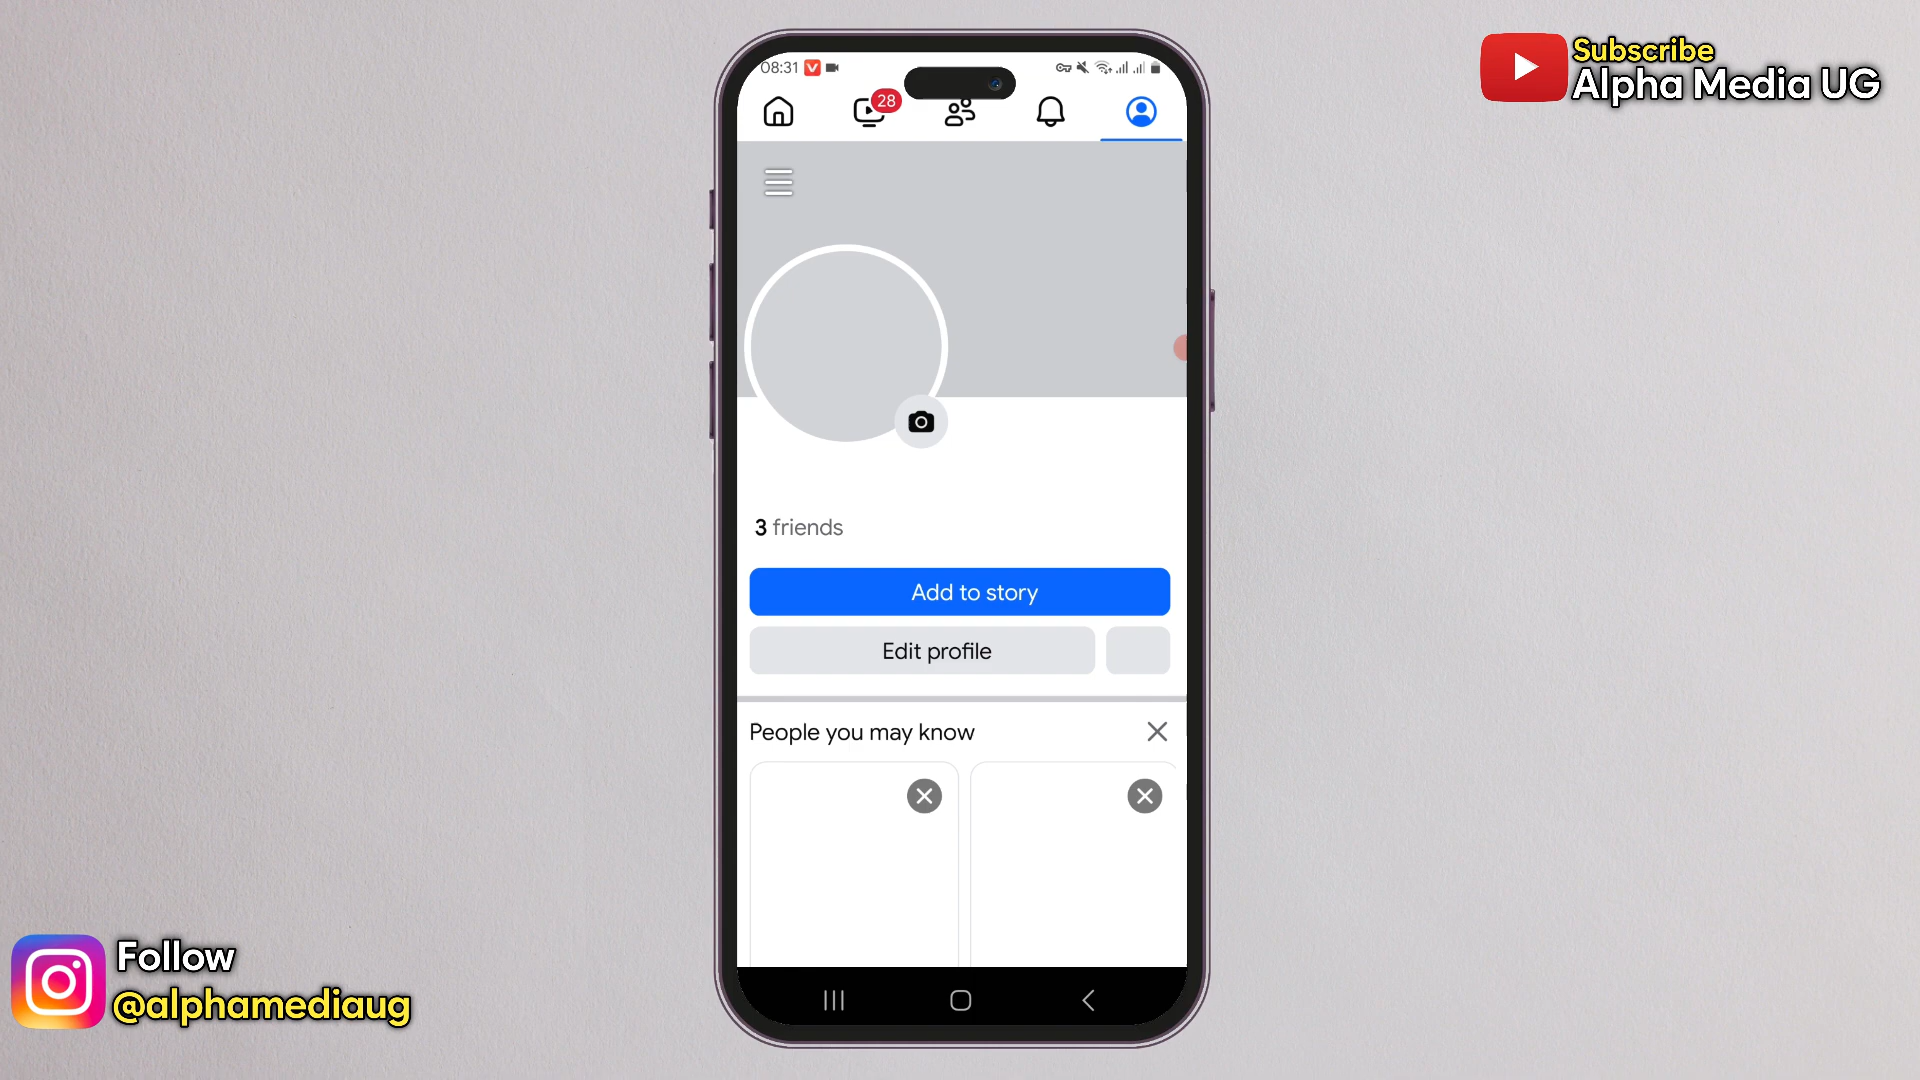 08:31
28
Subscribe
Alpha Media UG
3 friends
Add to story
Edit profile
People you may know
Follow
@alphamediaug